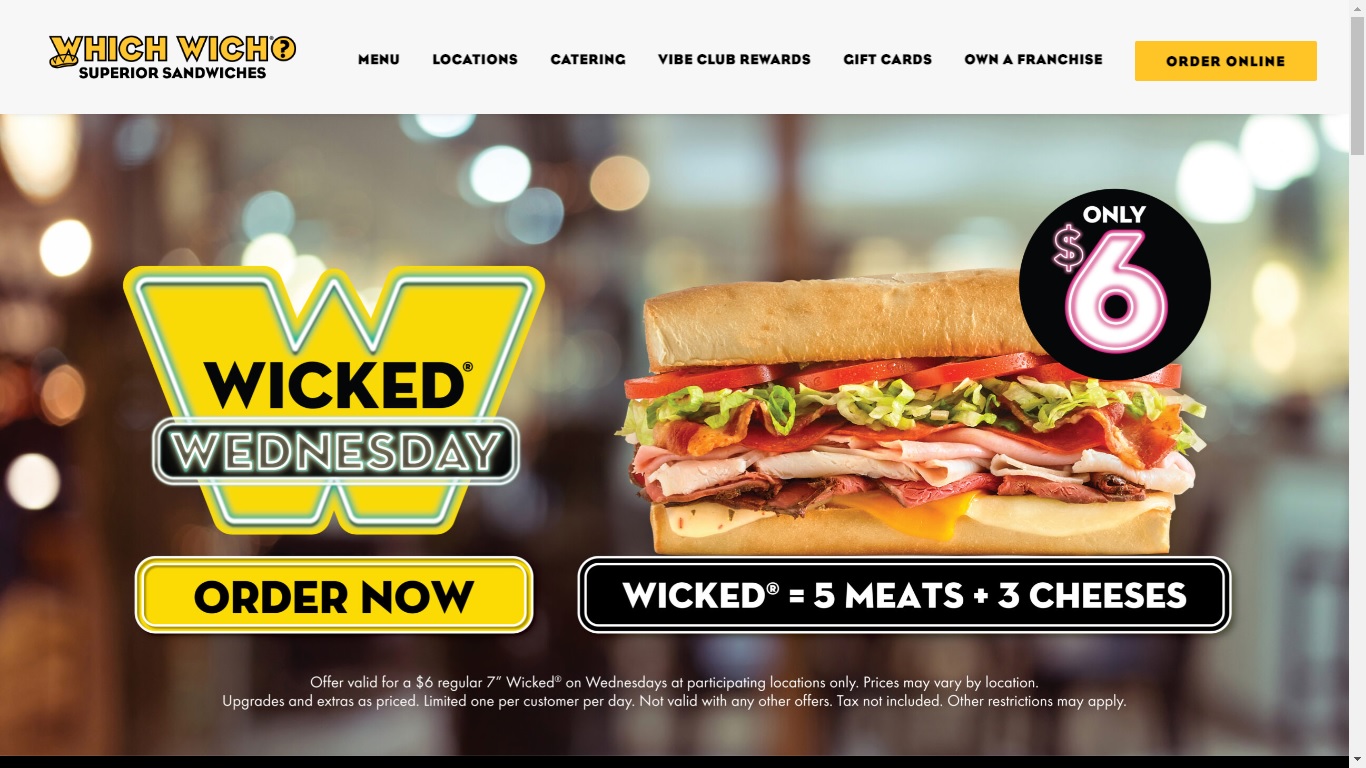 WHICH WICH®?
SUPERIOR SANDWICHES
MENU
LOCATIONS
CATERING
VIBE CLUB REWARDS
GIFT CARDS
OWN A FRANCHISE
ORDER ONLINE
ONLY
$6
WICKED®
WEDNESDAY
ORDER NOW
WICKED® = 5 MEATS + 3 CHEESES
Offer valid for a $6 regular 7” Wicked® on Wednesdays at participating locations only. Prices may vary by location.
Upgrades and extras as priced. Limited one per customer per day. Not valid with any other offers. Tax not included. Other restrictions may apply.